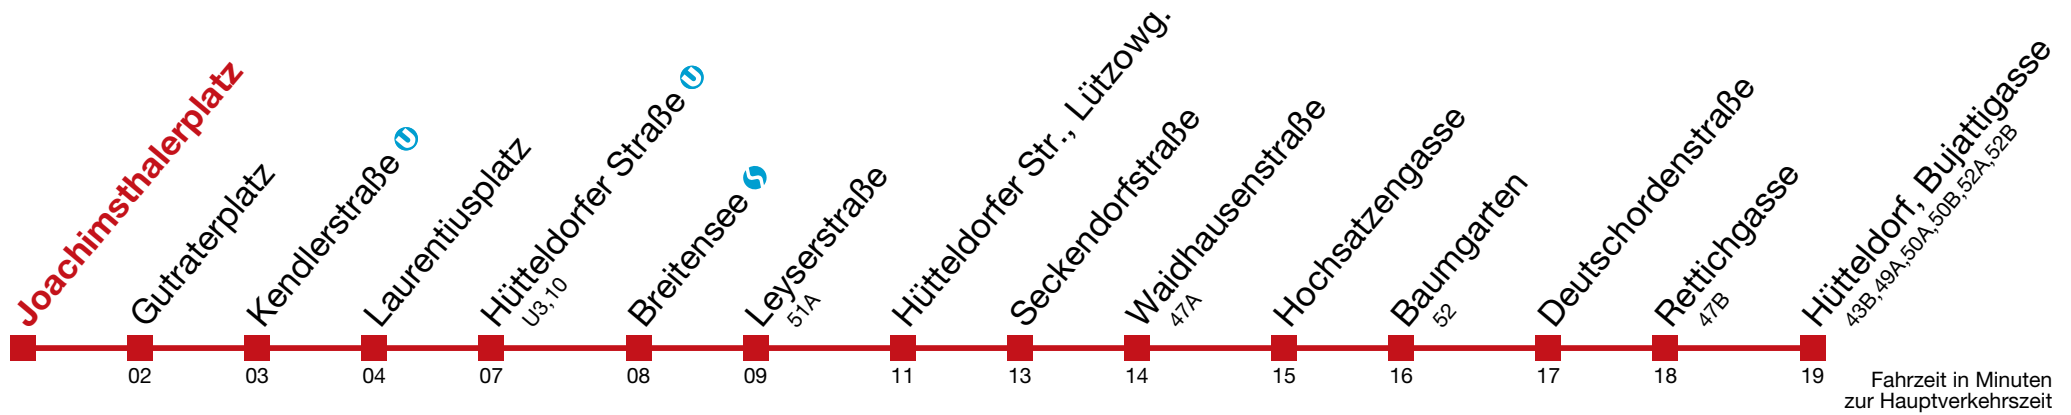 Joachimsthalerplatz
Gutraterplatz
Kendlerstraße U
Laurentiusplatz
Hütteldorfer Straße U
U3,10
Breitensee S
Leyserstraße
51A
Hütteldorfer Str., Lützowg.
Seckendorfstraße
Waidhausenstraße
47A
Hochsatzengasse
Baumgarten
52
Deutschordenstraße
Rettichgasse
47B
Hütteldorf, Bujattigasse
43B,49A,50A,50B,52A,52B
02 03 04 07 08 09 11 13 14 15 16 17 18 19
Fahrzeit in Minuten
zur Hauptverkehrszeit